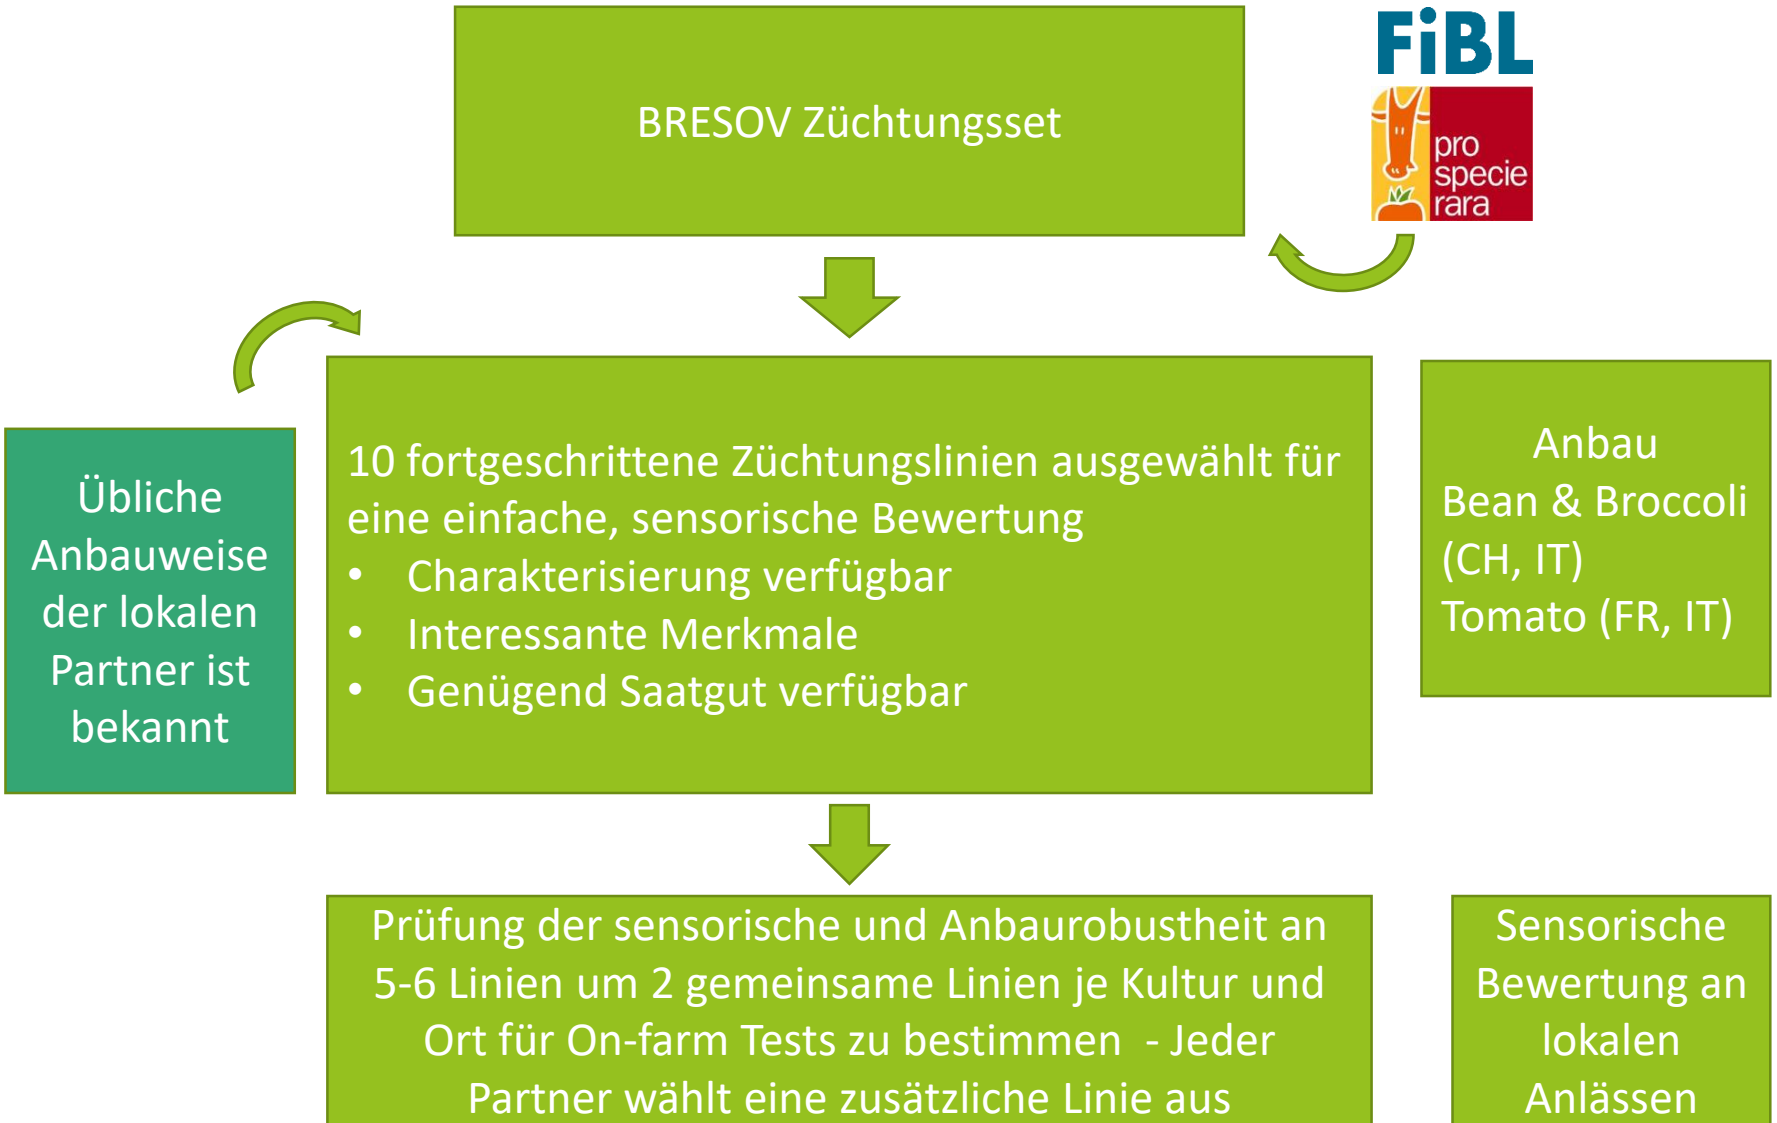 BRESOV Züchtungsset
FiBL
pro
specie
rara
Übliche
Anbauweise
der lokalen
Partner ist
bekannt
10 fortgeschrittene Züchtungslinien ausgewählt für
eine einfache, sensorische Bewertung
• Charakterisierung verfügbar
• Interessante Merkmale
• Genügend Saatgut verfügbar
Anbau
Bean & Broccoli
(CH, IT)
Tomato (FR, IT)
Prüfung der sensorische und Anbaurobustheit an
5-6 Linien um 2 gemeinsame Linien je Kultur und
Ort für On-farm Tests zu bestimmen - Jeder
Partner wählt eine zusätzliche Linie aus
Sensorische
Bewertung an
lokalen
Anlässen